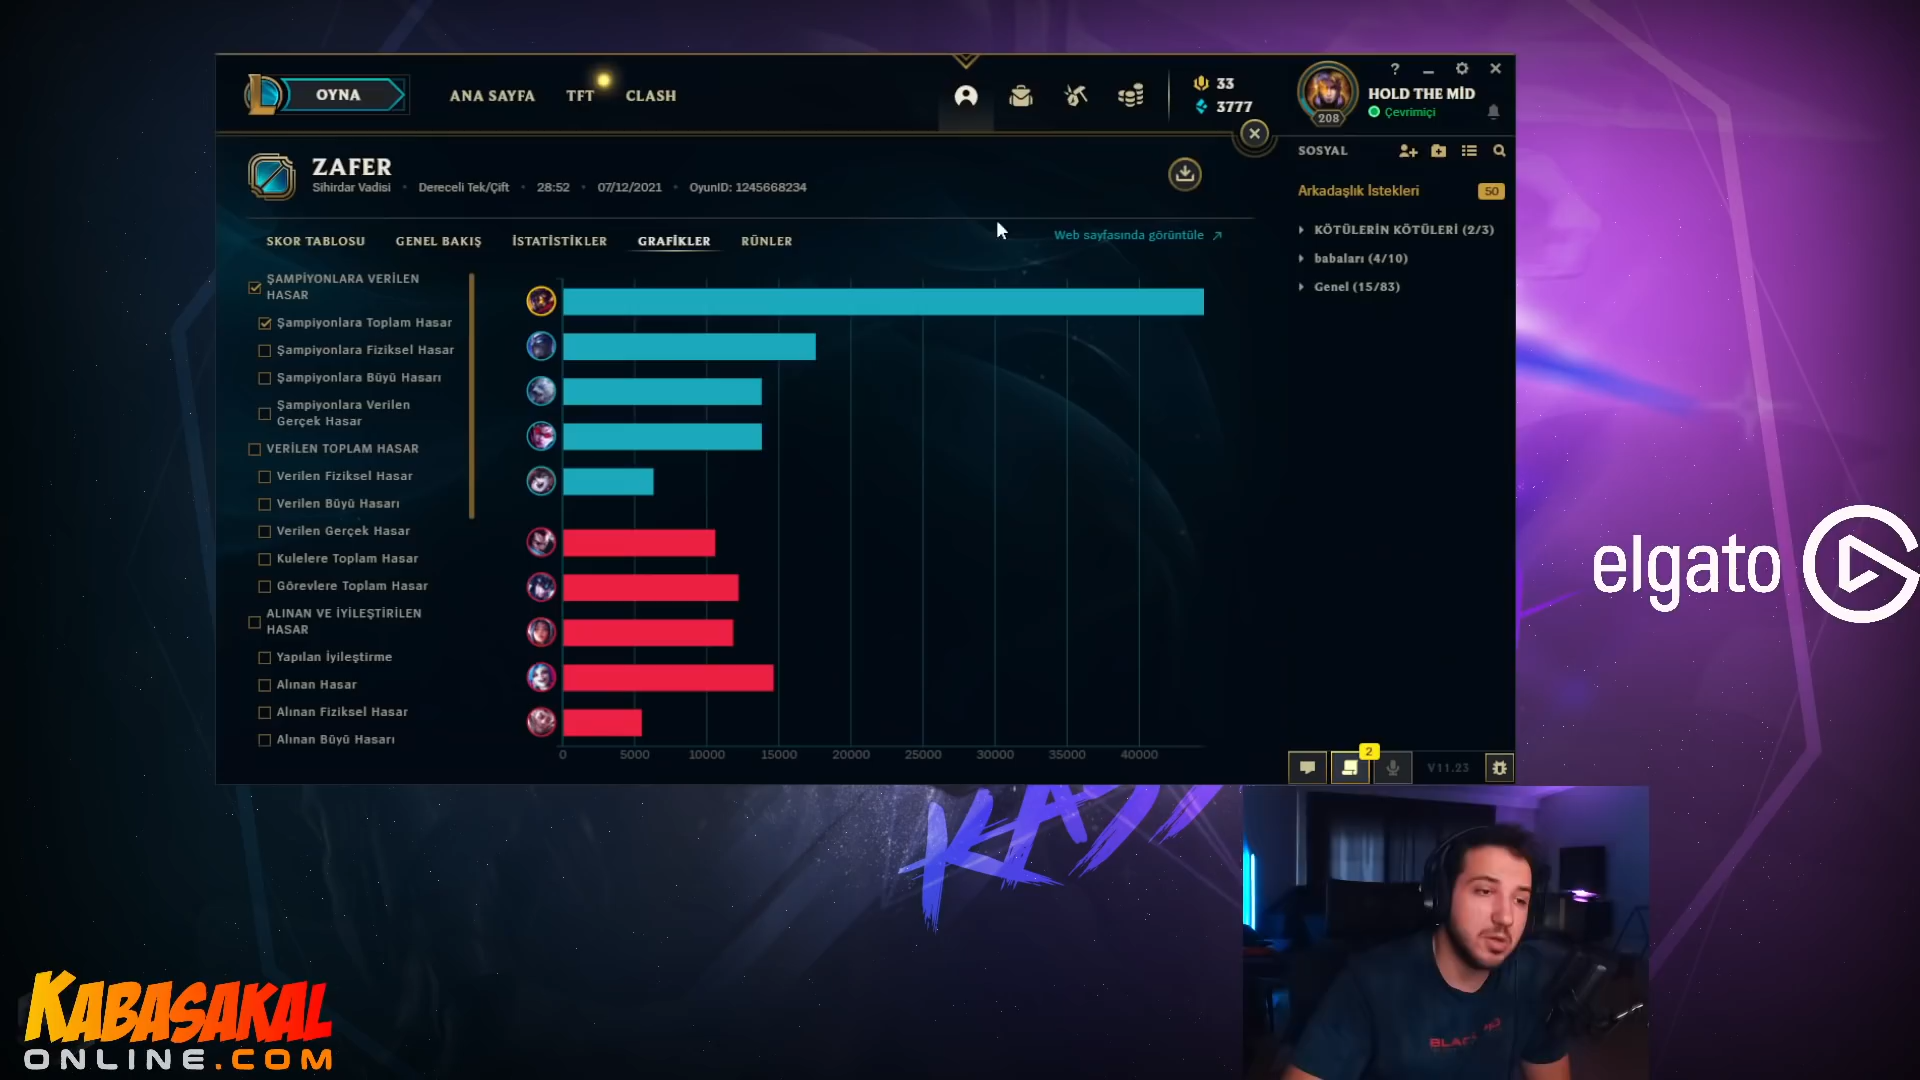 OYNA
ANA SAYFA
TFT
CLASH
33
3777
208
?
HOLD THE MİD
Çevrimiçi
ZAFER
Sihirdar Vadisi • Dereceli Tek/Çift • 28:52 • 07/12/2021 • OyunID: 1245668234
SKOR TABLOSU
GENEL BAKIŞ
İSTATİSTİKLER
GRAFİKLER
RÜNLER
Web sayfasında görüntüle
SOSYAL
Arkadaşlık İstekleri
50
KÖTÜLERİN KÖTÜLERİ (2/3)
babaları (4/10)
Genel (15/83)
ŞAMPİYONLARA VERİLEN
HASAR
Şampiyonlara Toplam Hasar
Şampiyonlara Fiziksel Hasar
Şampiyonlara Büyü Hasarı
Şampiyonlara Verilen
Gerçek Hasar
VERİLEN TOPLAM HASAR
Verilen Fiziksel Hasar
Verilen Büyü Hasarı
Verilen Gerçek Hasar
Kulelere Toplam Hasar
Görevlere Toplam Hasar
ALINAN VE İYİLEŞTİRİLEN
HASAR
Yapılan İyileştirme
Alınan Hasar
Alınan Fiziksel Hasar
Alınan Büyü Hasarı
0
5000
10000
15000
20000
25000
30000
35000
40000
2
V11.23
elgato
KABASAKAL
ONLINE.COM